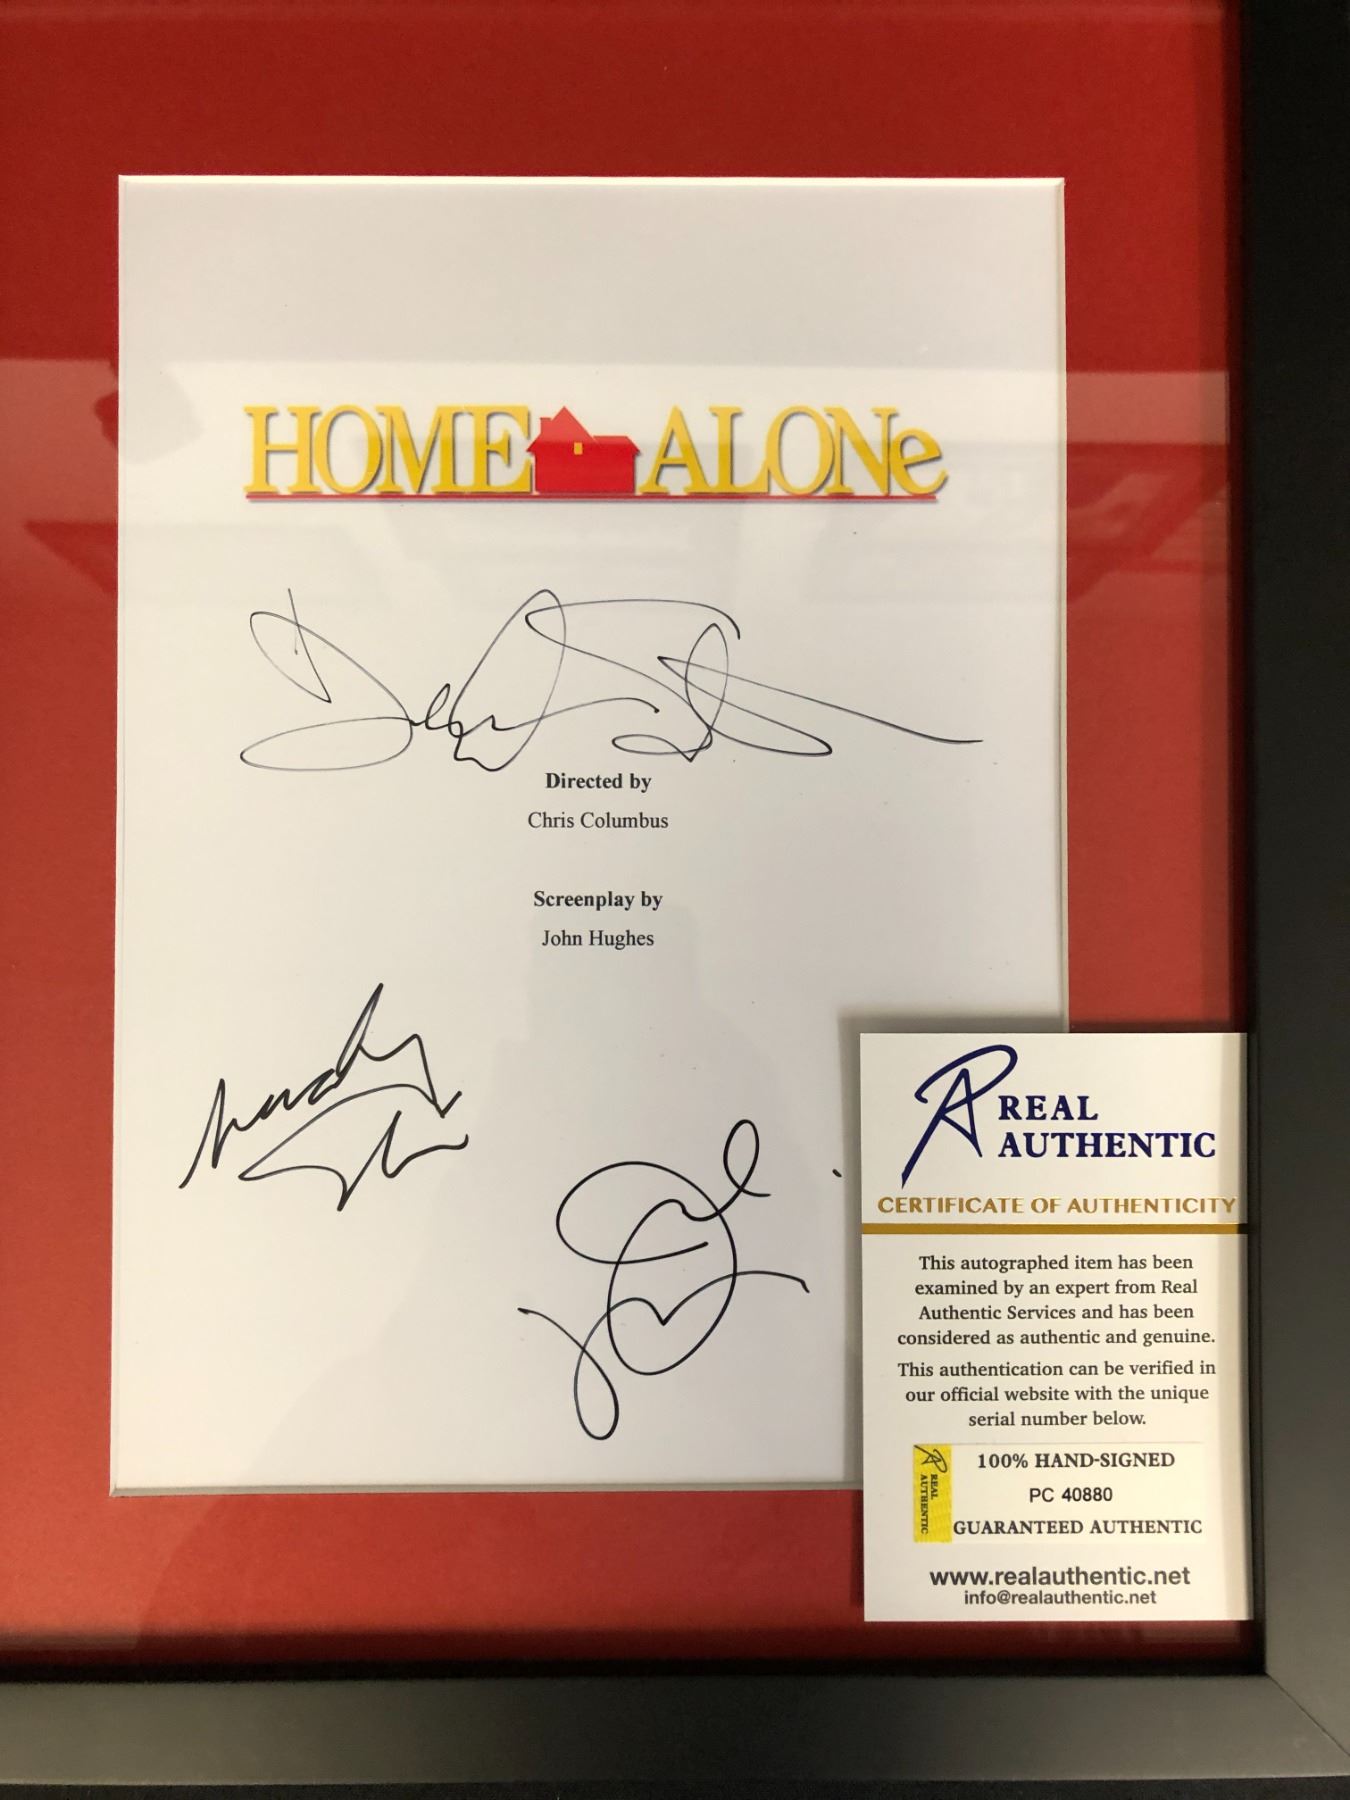 HOME ALONe
Directed by
Chris Columbus
Screenplay by
John Hughes
REAL
AUTHENTIC
CERTIFICATE OF AUTHENTICITY
This autographed item has been
examined by an expert from Real
Authentic Services and has been
considered as authentic and genuine.
This authentication can be verified in
our official website with the unique
serial number below.
REAL
AUTHENTIC
100% HAND-SIGNED
PC 40880
GUARANTEED AUTHENTIC
www.realauthentic.net
info@realauthentic.net